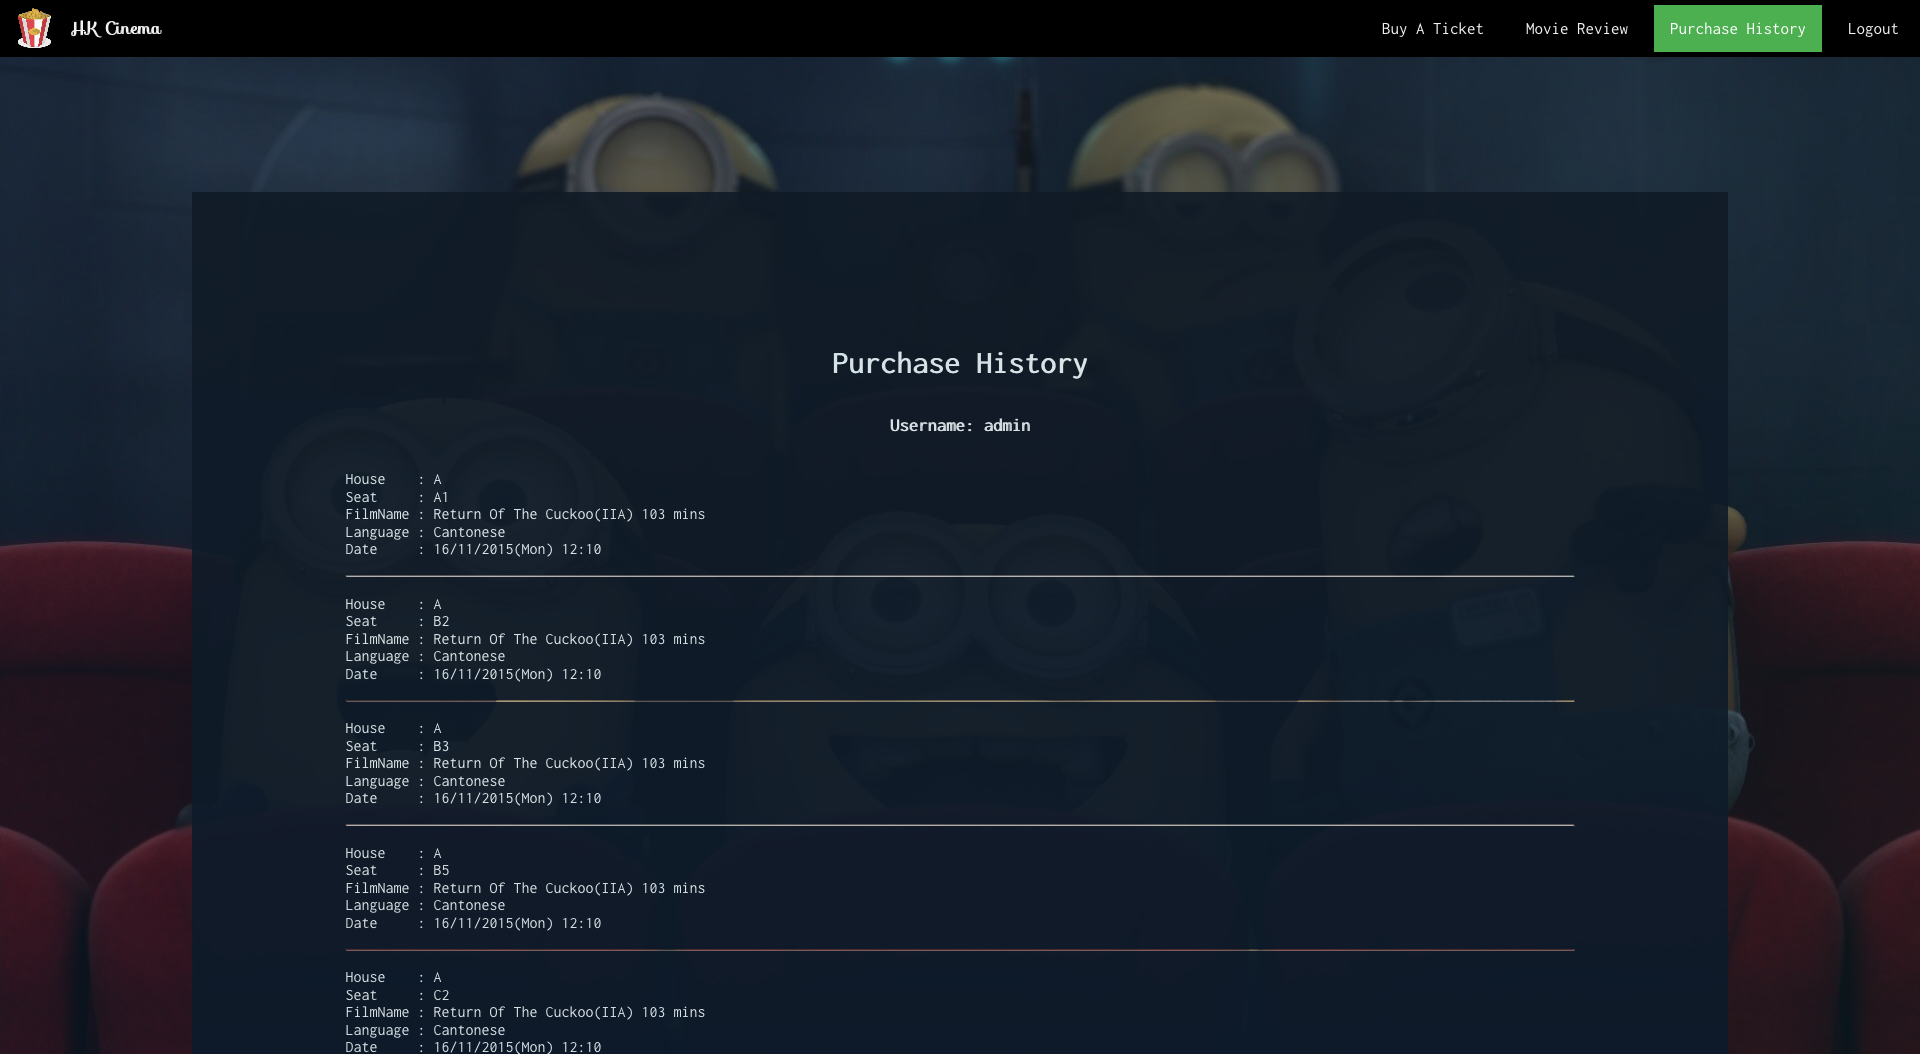 HK Cinema
Buy A Ticket
Movie Review
Purchase History
Logout
Purchase History
Username: admin
House    : A
Seat     : A1
FilmName : Return Of The Cuckoo(IIA) 103 mins
Language : Cantonese
Date     : 16/11/2015(Mon) 12:10
House    : A
Seat     : B2
FilmName : Return Of The Cuckoo(IIA) 103 mins
Language : Cantonese
Date     : 16/11/2015(Mon) 12:10
House    : A
Seat     : B3
FilmName : Return Of The Cuckoo(IIA) 103 mins
Language : Cantonese
Date     : 16/11/2015(Mon) 12:10
House    : A
Seat     : B5
FilmName : Return Of The Cuckoo(IIA) 103 mins
Language : Cantonese
Date     : 16/11/2015(Mon) 12:10
House    : A
Seat     : C2
FilmName : Return Of The Cuckoo(IIA) 103 mins
Language : Cantonese
Date     : 16/11/2015(Mon) 12:10